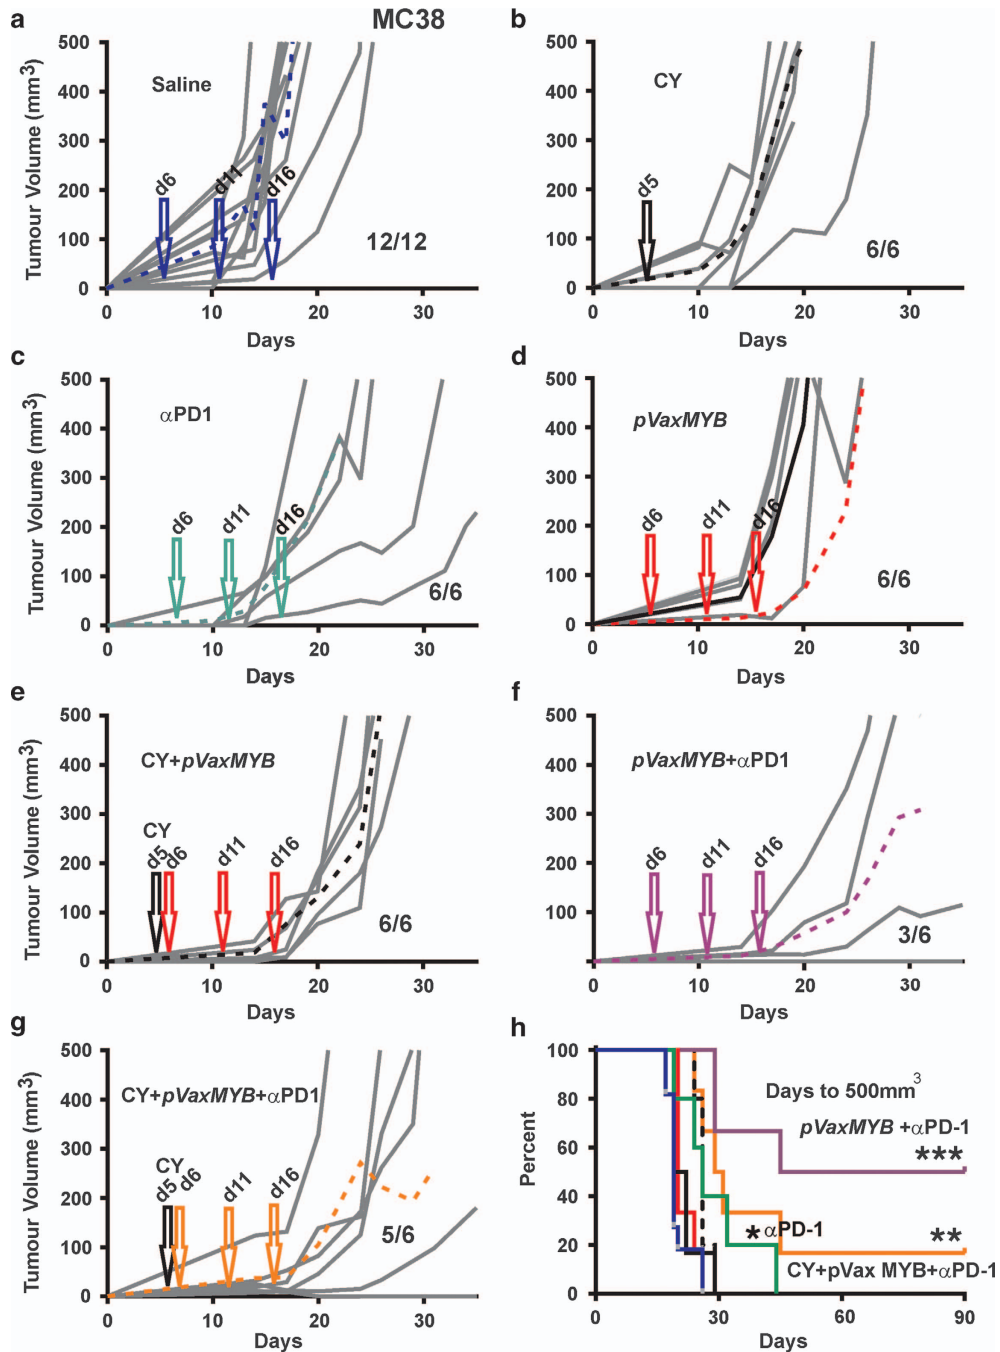 MC38
a
Tumour Volume (mm3)
500
400
300
200
100
0
Saline
d6
d11
d16
12/12
0
10
20
30
Days
b
500
400
300
200
100
0
CY
d5
6/6
0
10
20
30
Days
c
Tumour Volume (mm3)
500
400
300
200
100
0
αPD1
d6
d11
d16
6/6
0
10
20
30
Days
d
500
400
300
200
100
0
pVaxMYB
d6
d11
d16
6/6
0
10
20
30
Days
e
Tumour Volume (mm3)
500
400
300
200
100
0
CY+pVaxMYB
CY
d5
d6
d11
d16
6/6
0
10
20
30
Days
f
500
400
300
200
100
0
pVaxMYB+αPD1
d6
d11
d16
3/6
0
10
20
30
Days
g
Tumour Volume (mm3)
500
400
300
200
100
0
CY+pVaxMYB+αPD1
CY
d5
d6
d11
d16
5/6
0
10
20
30
Days
h
Percent
100
80
60
40
20
0
Days to 500mm3
pVaxMYB +αPD-1
***
* αPD-1
**
CY+pVax MYB+αPD-1
0
30
60
90
Days